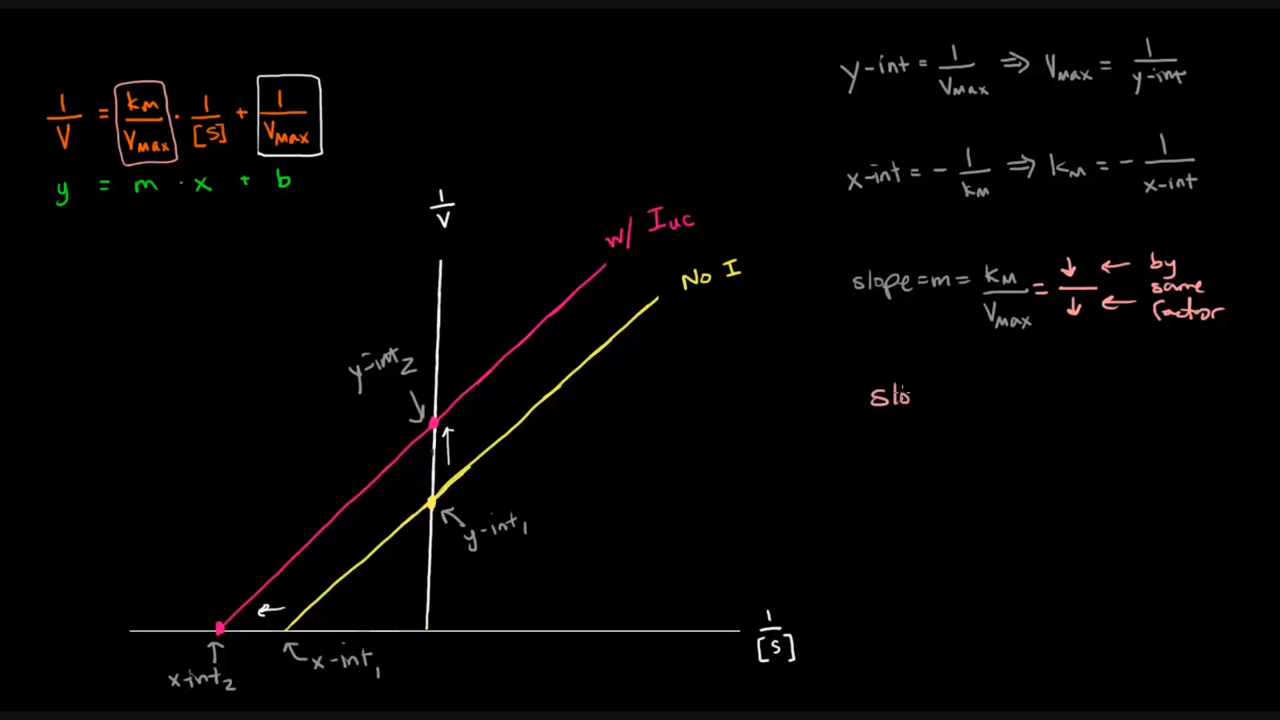 1/V = kM/VMax · 1/[S] + 1/VMax
y = m · x + b
1/V
w/ Iuc
No I
y-int2
y-int1
x-int2
x-int1
1/[S]
y-int = 1/VMax ⇒ VMax = 1/y-int
x-int = - 1/kM ⇒ kM = - 1/x-int
slope = m = kM/VMax = ↓/↓ ← by
← same
factor
slo